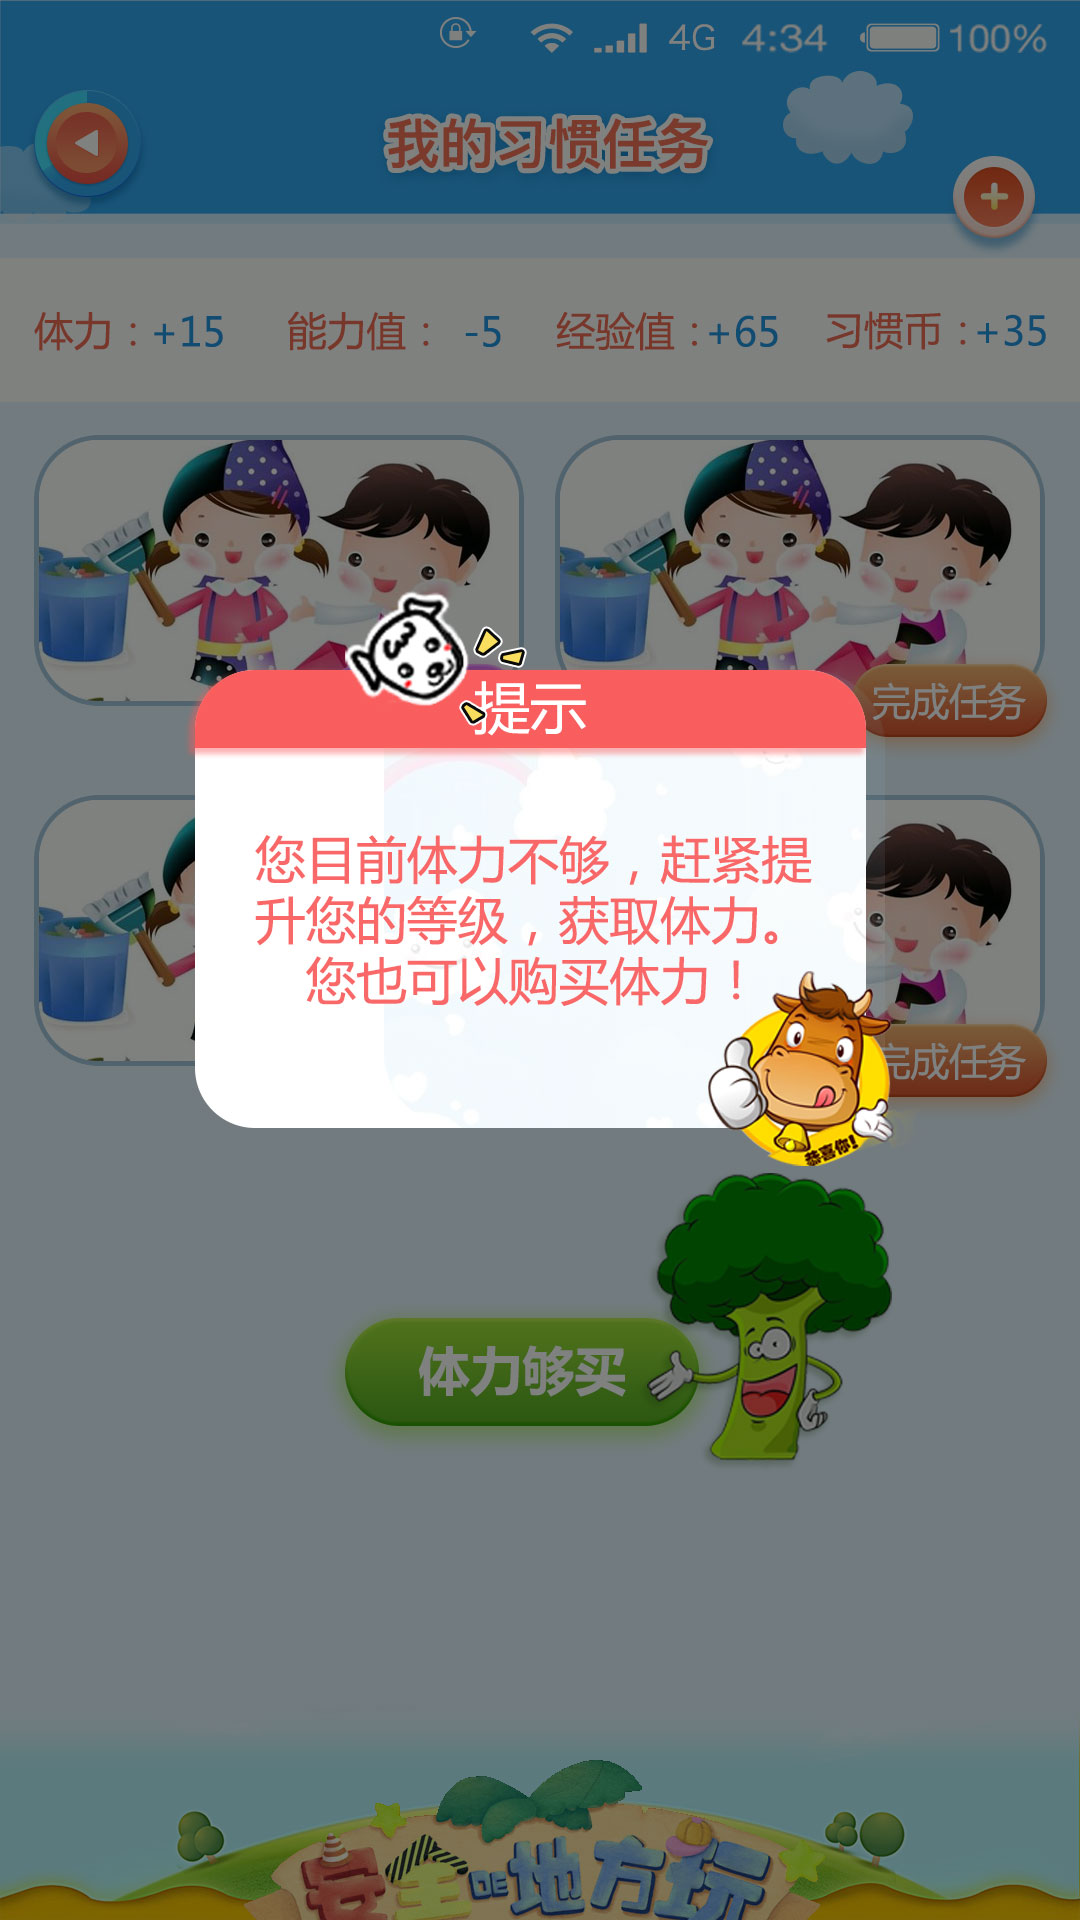 4G 4:34 100%
我的习惯任务
体力：+15 能力值： -5 经验值：+65 习惯币：+35
完成任务
提示
您目前体力不够，赶紧提
升您的等级，获取体力。
您也可以购买体力！
完成任务
恭喜你!
体力够买
安全DE地方玩